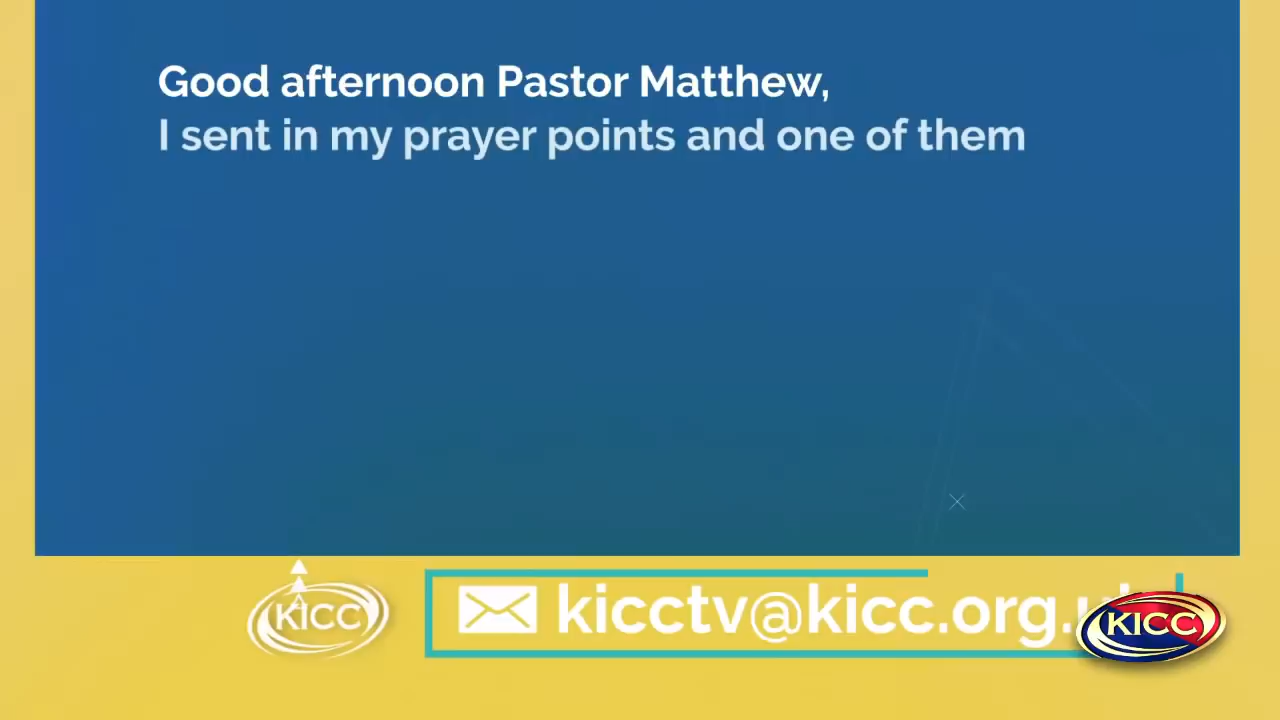 Good afternoon Pastor Matthew,
I sent in my prayer points and one of them
KICC
kicctv@kicc.org.
KICC